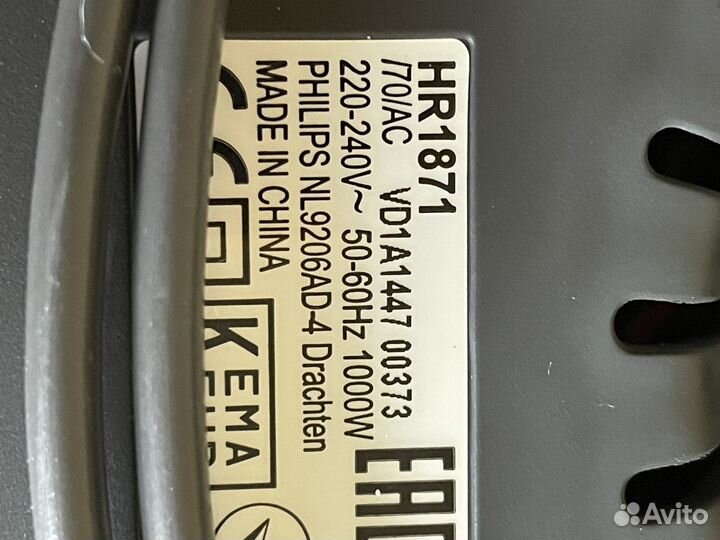 HR1871
/70/AC VD1A1447 00373
220-240V~ 50-60Hz 1000W
PHILIPS NL9206AD-4 Drachten
MADE IN CHINA
KEMA
EAC
Avito